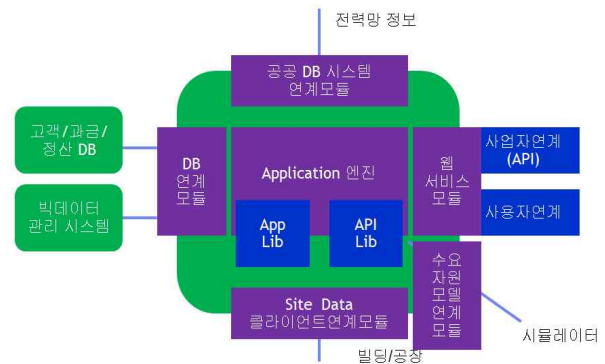 전력망 정보
공공 DB 시스템
연계모듈
고객/과금/
정산 DB
빅데이터
관리 시스템
DB
연계
모듈
Application 엔진
App
Lib
API
Lib
웹
서비스
모듈
사업자연계
(API)
사용자연계
수요
자원
모델
연계
모듈
Site Data
클라이언트연계모듈
시뮬레이터
빌딩/공장